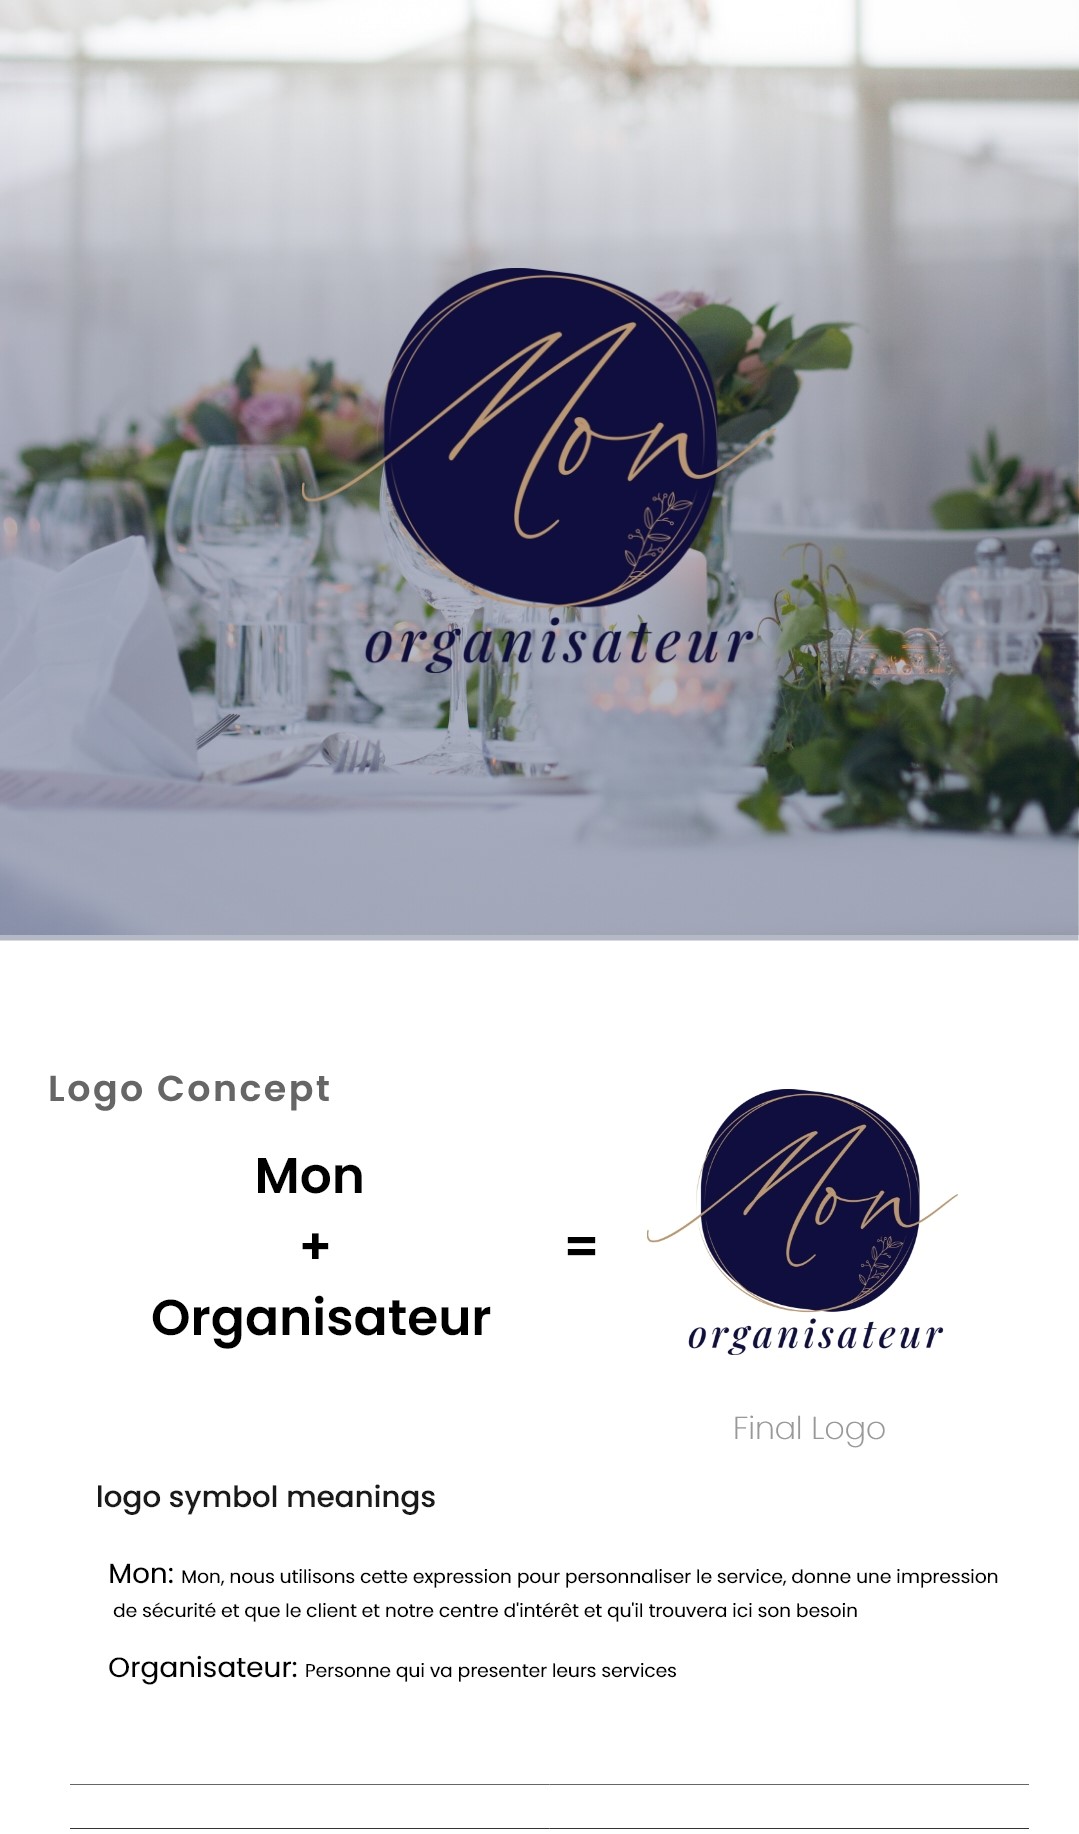 Mon
organisateur
Logo Concept
Mon
+
Organisateur
=
Mon
organisateur
Final Logo
logo symbol meanings
Mon: Mon, nous utilisons cette expression pour personnaliser le service, donne une impression
de sécurité et que le client et notre centre d'intérêt et qu'il trouvera ici son besoin
Organisateur: Personne qui va presenter leurs services